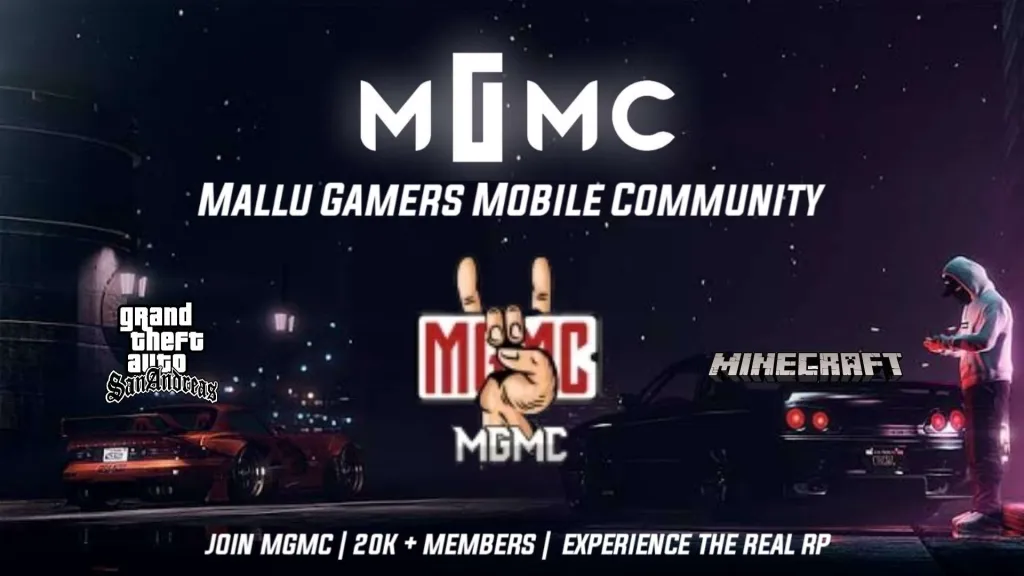 MGMC
MALLU GAMERS MOBILE COMMUNITY
grand
theft
auto
San Andreas
MGMC
MGMC
MINECRAFT
JOIN MGMC | 20K + MEMBERS | EXPERIENCE THE REAL RP